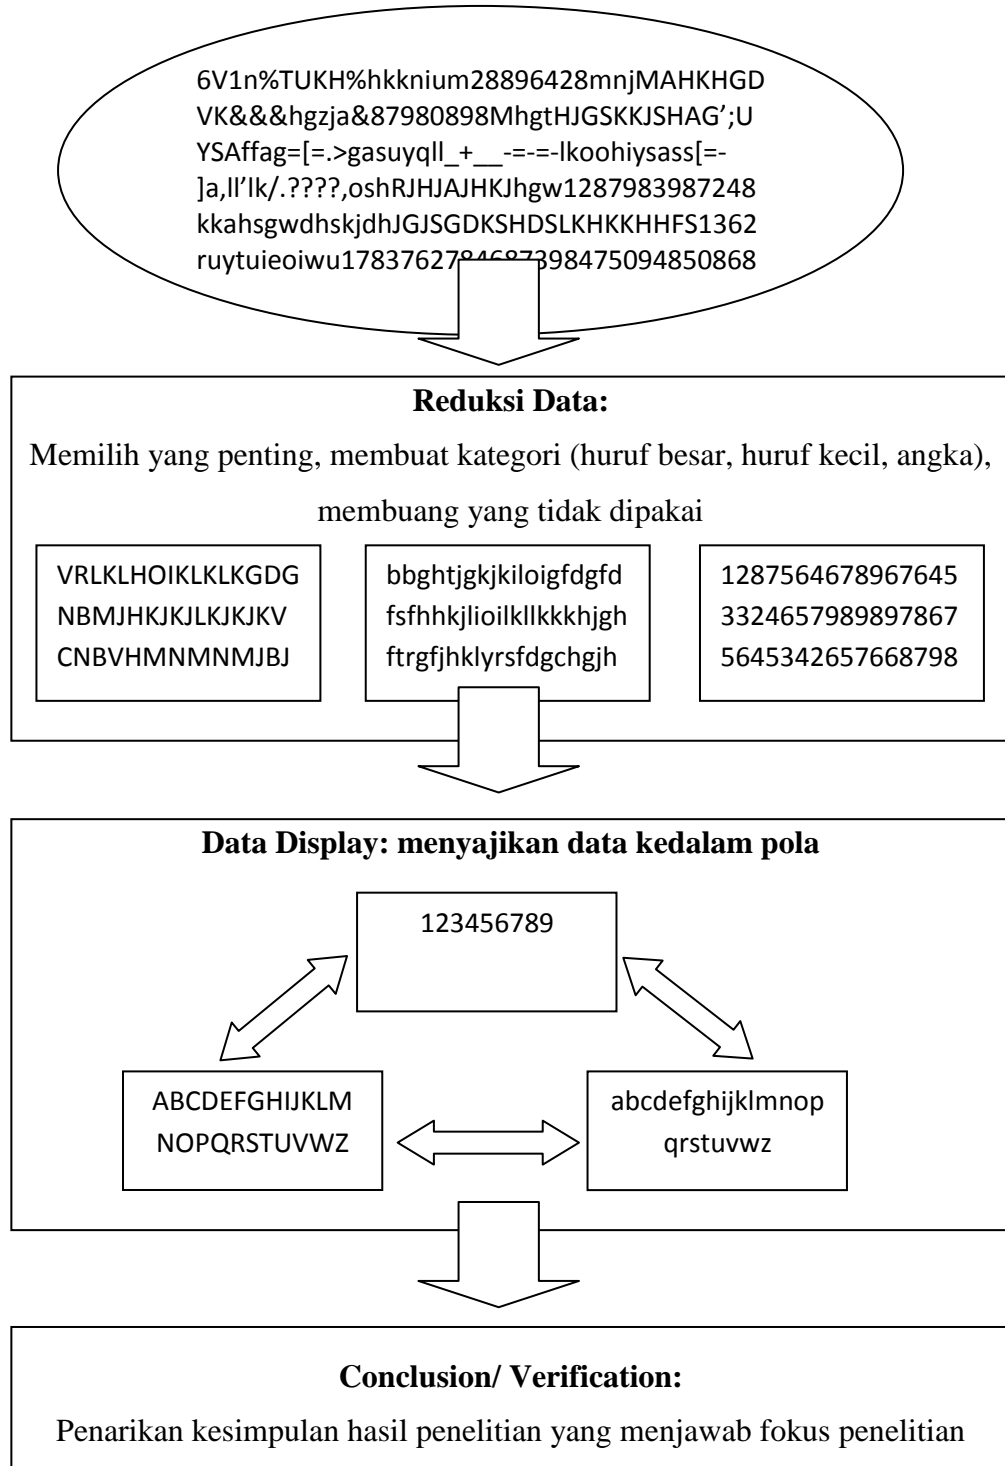 6V1n%TUKH%hkknium28896428mnjMAHKHGD
VK&&&hgzja&87980898MhgtHJGSKKJSHAG’;U
YSAffag=[=.>gasuyqll_+__-=-=-lkoohiysass[=-
]a,ll’lk/.????,oshRJHJAJHKJhgw1287983987248
kkahsgwdhskjdhJGJSGDKSHDSLKHKKHHFS1362
ruytuieoiwu1783762784687398475094850868
Reduksi Data:
Memilih yang penting, membuat kategori (huruf besar, huruf kecil, angka),
membuang yang tidak dipakai
VRLKLHOIKLKLKGDG
NBMJHKJKJLKJKJKV
CNBVHMNMNMJBJ
bbghtjgkjkiloigfdgfd
fsfhhkjlioilkllkkkhjgh
ftrgfjhklyrsfdgchgjh
1287564678967645
3324657989897867
5645342657668798
Data Display: menyajikan data kedalam pola
123456789
ABCDEFGHIJKLM
NOPQRSTUVWZ
abcdefghijklmnop
qrstuvwz
Conclusion/ Verification:
Penarikan kesimpulan hasil penelitian yang menjawab fokus penelitian